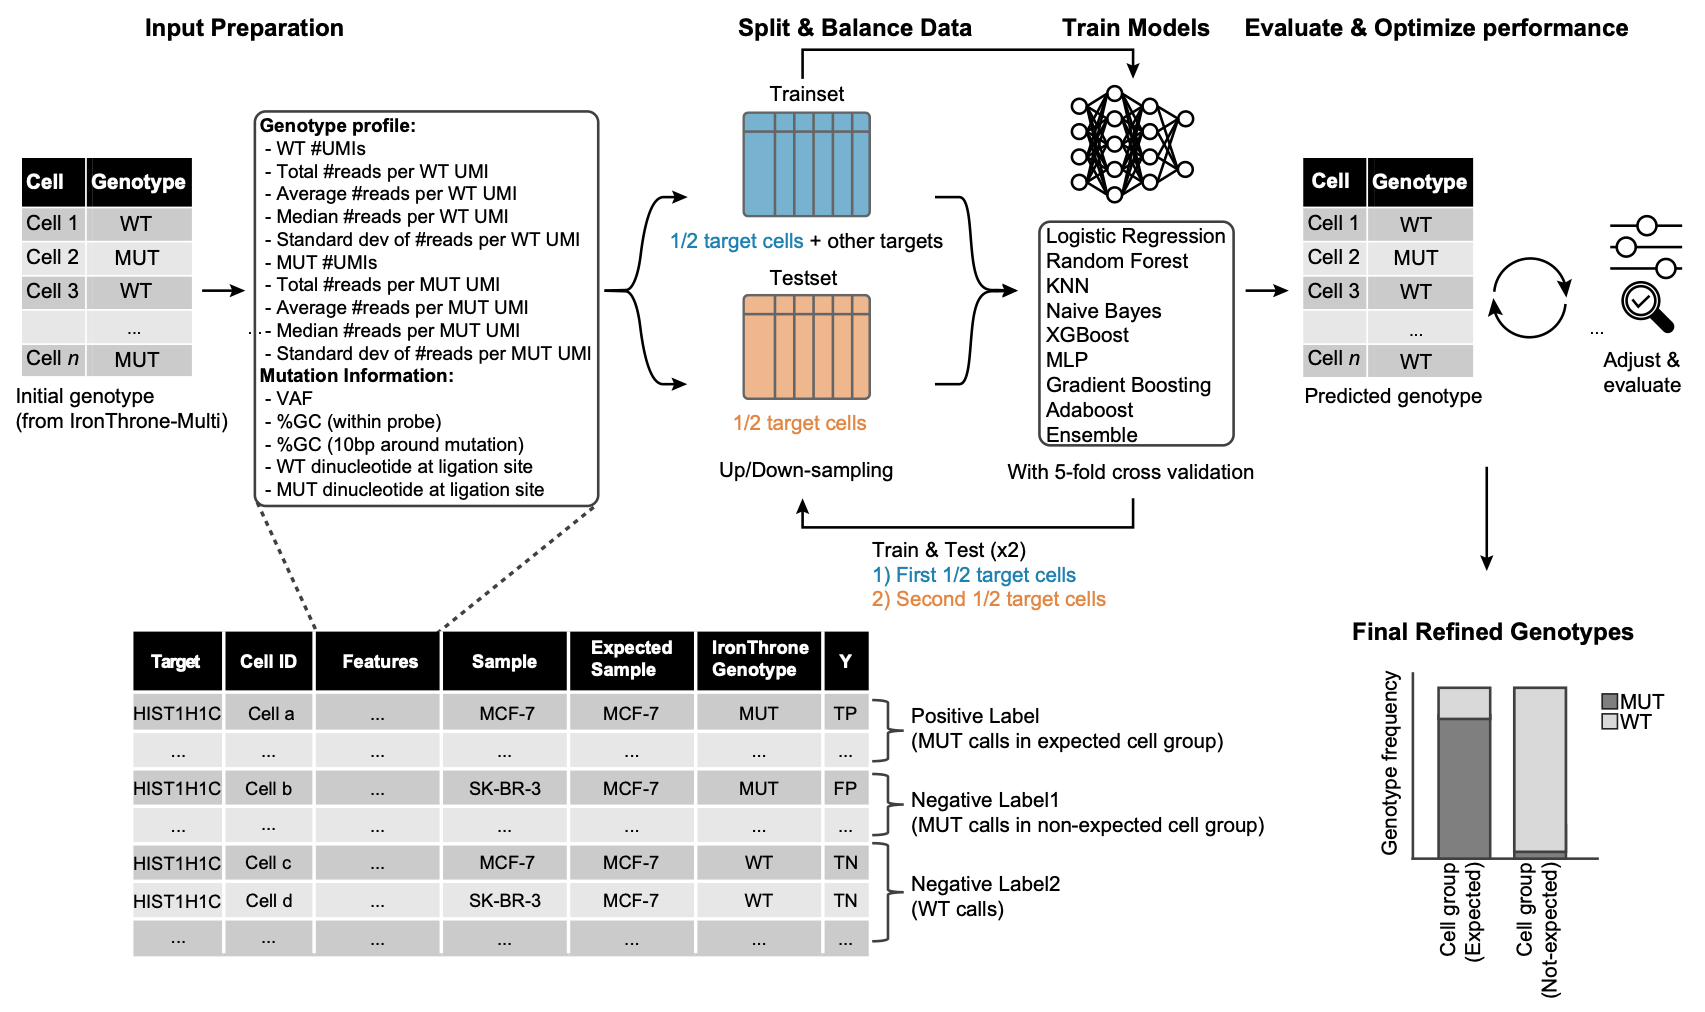 Input Preparation
Split & Balance Data
Train Models
Evaluate & Optimize performance
Cell Genotype
Cell 1 WT
Cell 2 MUT
Cell 3 WT
...
Cell n MUT
Initial genotype
(from IronThrone-Multi)
Genotype profile:
- WT #UMIs
- Total #reads per WT UMI
- Average #reads per WT UMI
- Median #reads per WT UMI
- Standard dev of #reads per WT UMI
- MUT #UMIs
- Total #reads per MUT UMI
- Average #reads per MUT UMI
...
- Median #reads per MUT UMI
- Standard dev of #reads per MUT UMI
Mutation Information:
- VAF
- %GC (within probe)
- %GC (10bp around mutation)
- WT dinucleotide at ligation site
- MUT dinucleotide at ligation site
Trainset
1/2 target cells + other targets
Testset
1/2 target cells
Up/Down-sampling
Logistic Regression
Random Forest
KNN
Naive Bayes
XGBoost
MLP
Gradient Boosting
Adaboost
Ensemble
With 5-fold cross validation
Train & Test (x2)
1) First 1/2 target cells
2) Second 1/2 target cells
Cell Genotype
Cell 1 WT
Cell 2 MUT
Cell 3 WT
...
Cell n WT
Predicted genotype
...
Adjust &
evaluate
Target Cell ID Features Sample Expected Sample IronThrone Genotype Y
HIST1H1C Cell a ... MCF-7 MCF-7 MUT TP
... ... ... ... ... ... ...
HIST1H1C Cell b ... SK-BR-3 MCF-7 MUT FP
... ... ... ... ... ... ...
HIST1H1C Cell c ... MCF-7 MCF-7 WT TN
HIST1H1C Cell d ... SK-BR-3 MCF-7 WT TN
... ... ... ... ... ... ...
Positive Label
(MUT calls in expected cell group)
Negative Label1
(MUT calls in non-expected cell group)
Negative Label2
(WT calls)
Final Refined Genotypes
Genotype frequency
MUT
WT
Cell group
(Expected)
Cell group
(Not-expected)